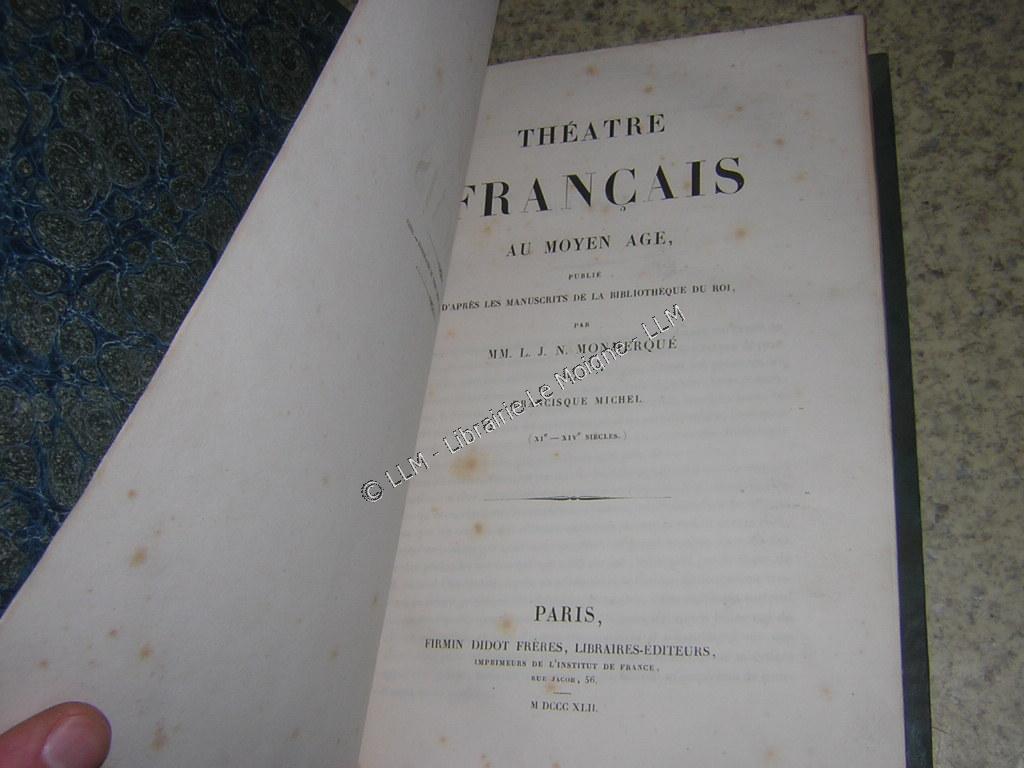 THÉATRE
FRANÇAIS
AU MOYEN AGE,
PUBLIÉ
D'APRÈS LES MANUSCRITS DE LA BIBLIOTHÈQUE DU ROI,
PAR
MM. L. J. N. MONMERQUÉ
FRANCISQUE MICHEL.
(XIe — XIVe SIÈCLES.)
© LLM - Librairie Le Moigne - LLM
PARIS,
FIRMIN DIDOT FRÈRES, LIBRAIRES-ÉDITEURS,
IMPRIMEURS DE L'INSTITUT DE FRANCE,
RUE JACOB, 56.
M DCCC XLII.